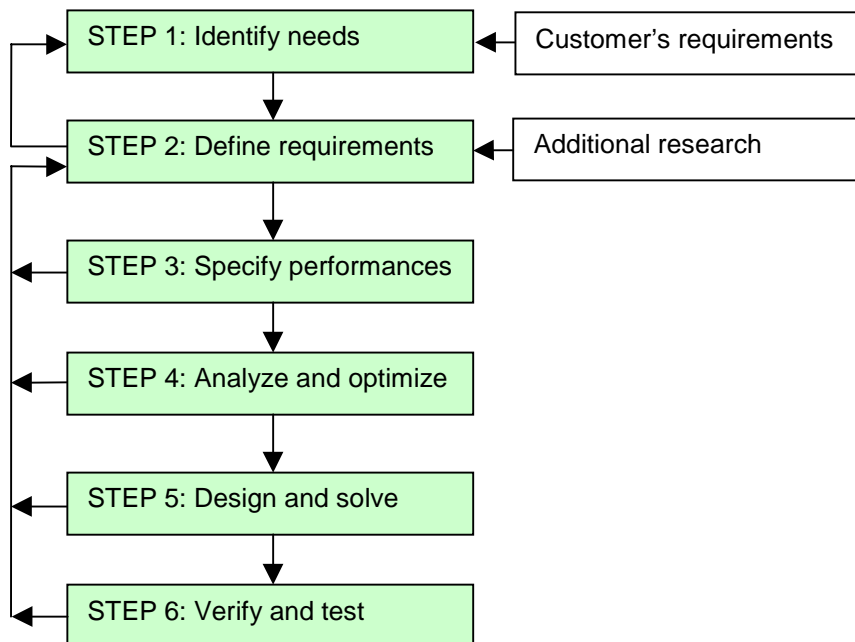 STEP 1: Identify needs
Customer’s requirements
STEP 2: Define requirements
Additional research
STEP 3: Specify performances
STEP 4: Analyze and optimize
STEP 5: Design and solve
STEP 6: Verify and test